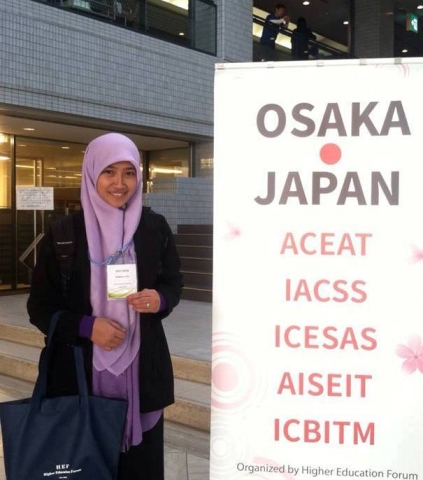 OSAKA
JAPAN
ACEAT
IACSS
ICESAS
AISEIT
ICBITM
Organized by Higher Education Forum
HEF
Higher Education Forum